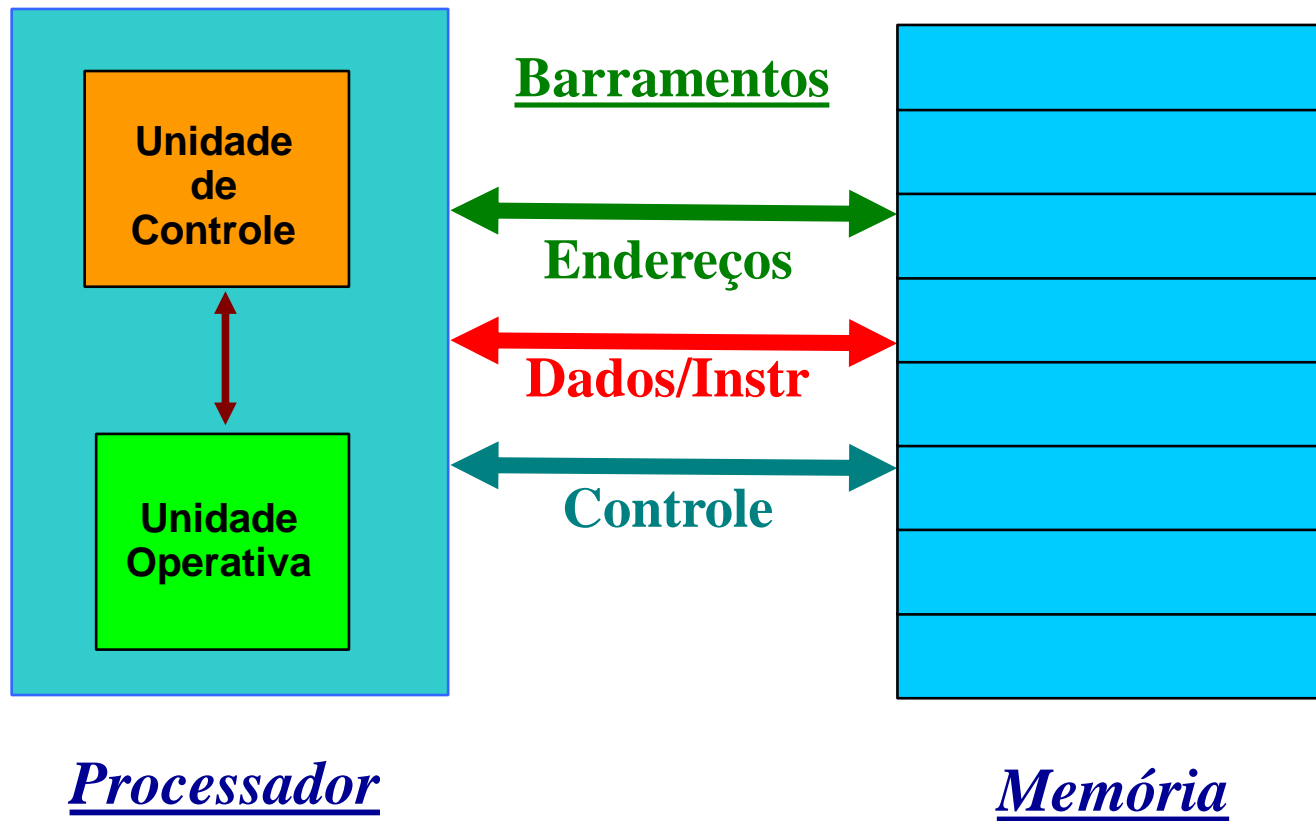 Barramentos
Unidade
de
Controle
Endereços
Dados/Instr
Controle
Unidade
Operativa
Processador
Memória